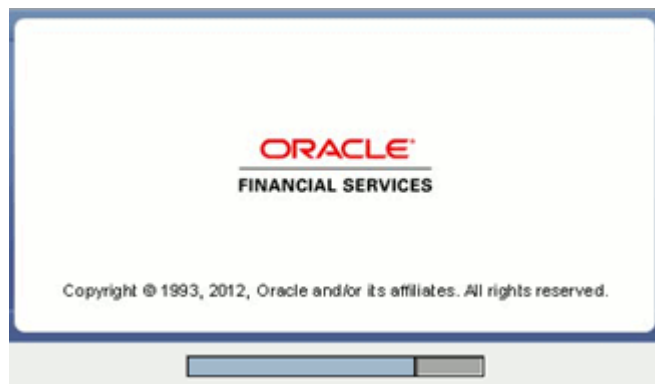 ORACLE®
FINANCIAL SERVICES
Copyright © 1993, 2012, Oracle and/or its affiliates. All rights reserved.